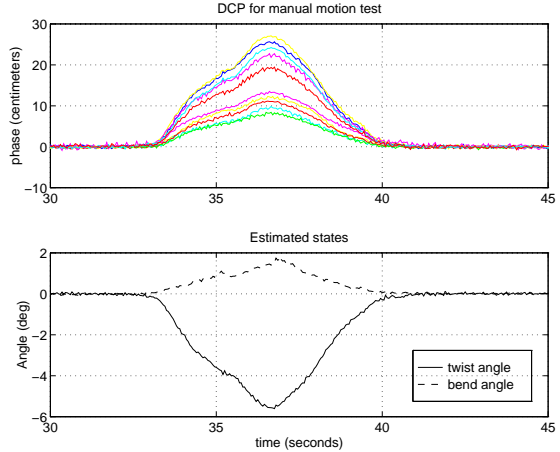 DCP for manual motion test
30
20
10
0
−10
phase (centimeters)
30 35 40 45
Estimated states
2
0
−2
−4
−6
Angle (deg)
twist angle
bend angle
30 35 40 45
time (seconds)